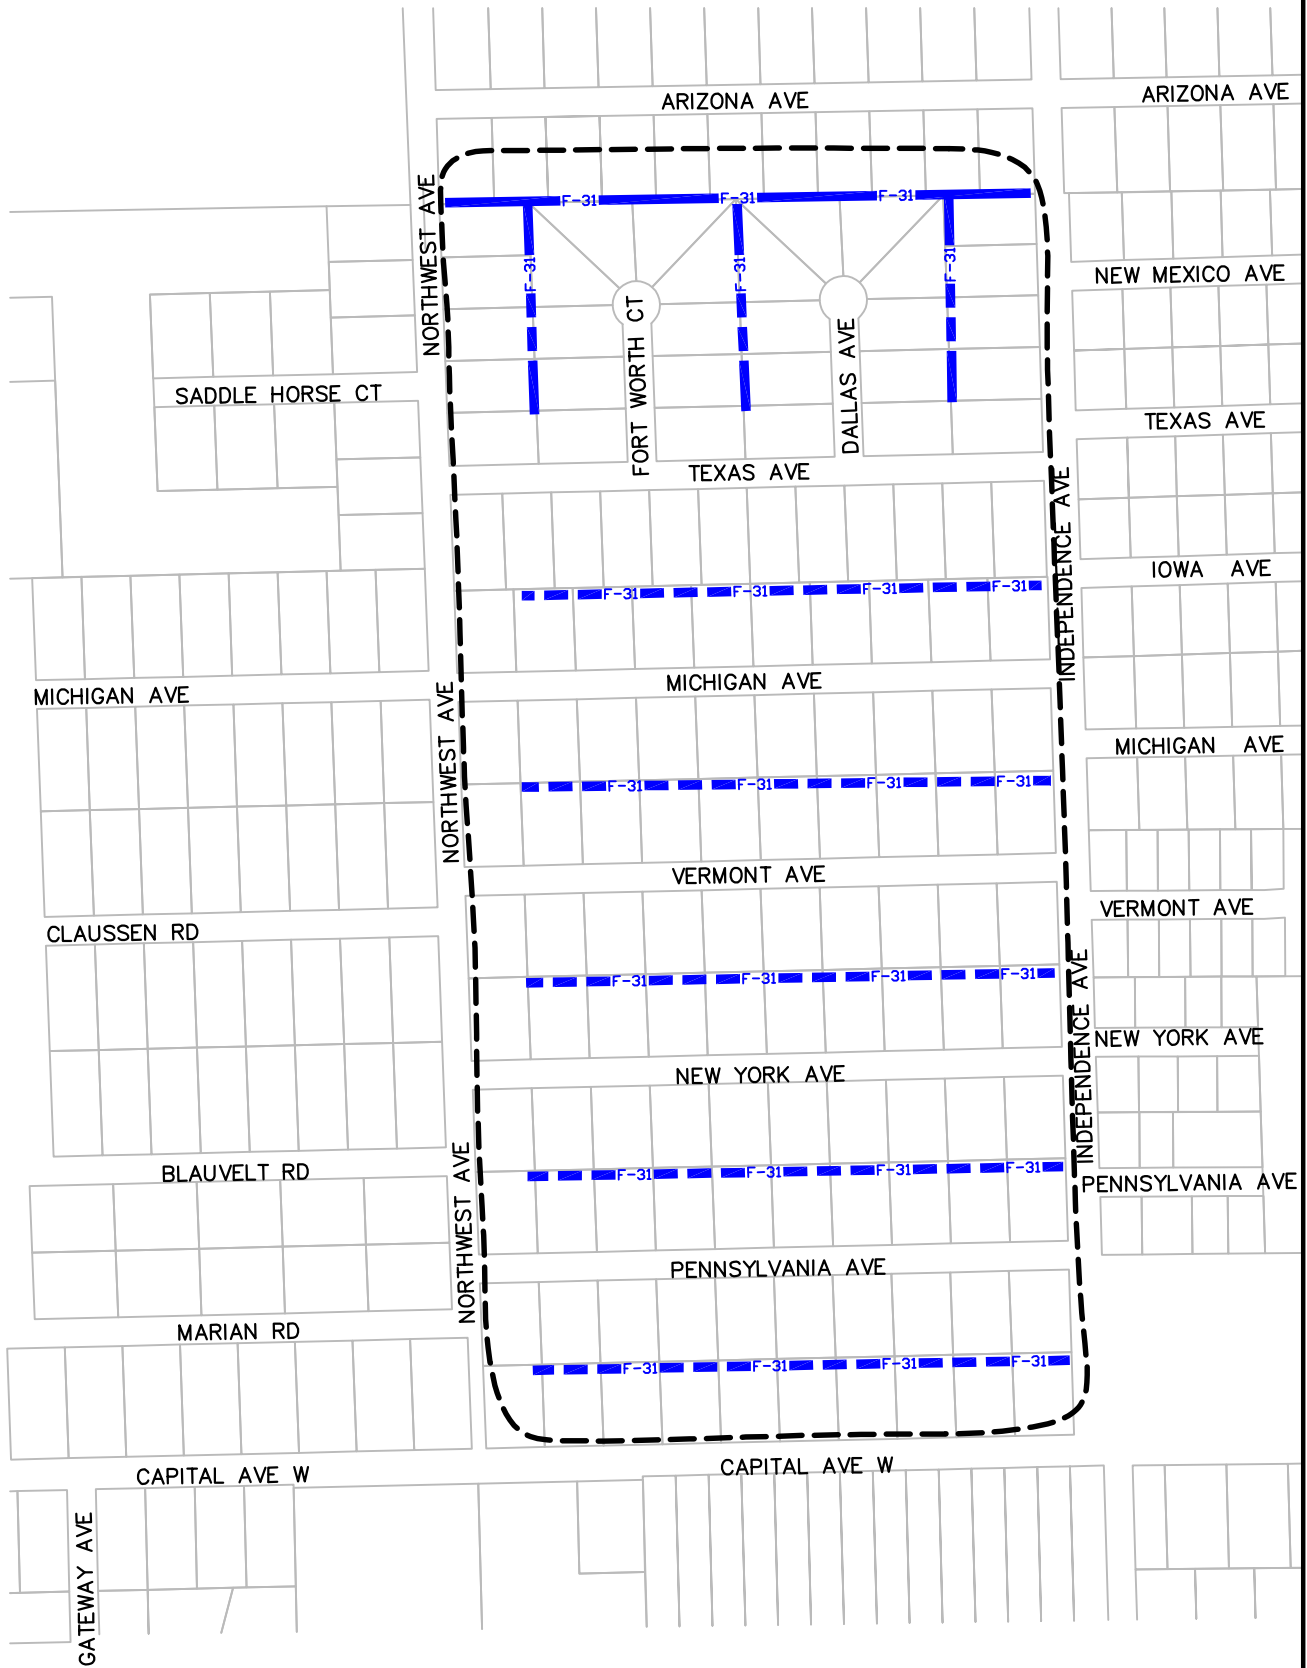 ARIZONA AVE
ARIZONA AVE
NORTHWEST AVE
F-31
F-31
F-31
F-31
F-31
F-31
NEW MEXICO AVE
FORT WORTH CT
DALLAS AVE
SADDLE HORSE CT
TEXAS AVE
TEXAS AVE
INDEPENDENCE AVE
IOWA AVE
F-31
F-31
F-31
F-31
MICHIGAN AVE
MICHIGAN AVE
NORTHWEST AVE
MICHIGAN AVE
F-31
F-31
F-31
F-31
VERMONT AVE
VERMONT AVE
CLAUSSEN RD
INDEPENDENCE AVE
F-31
F-31
F-31
F-31
NEW YORK AVE
NEW YORK AVE
BLAUVELT RD
NORTHWEST AVE
F-31
F-31
F-31
F-31
PENNSYLVANIA AVE
PENNSYLVANIA AVE
MARIAN RD
F-31
F-31
F-31
F-31
CAPITAL AVE W
CAPITAL AVE W
GATEWAY AVE